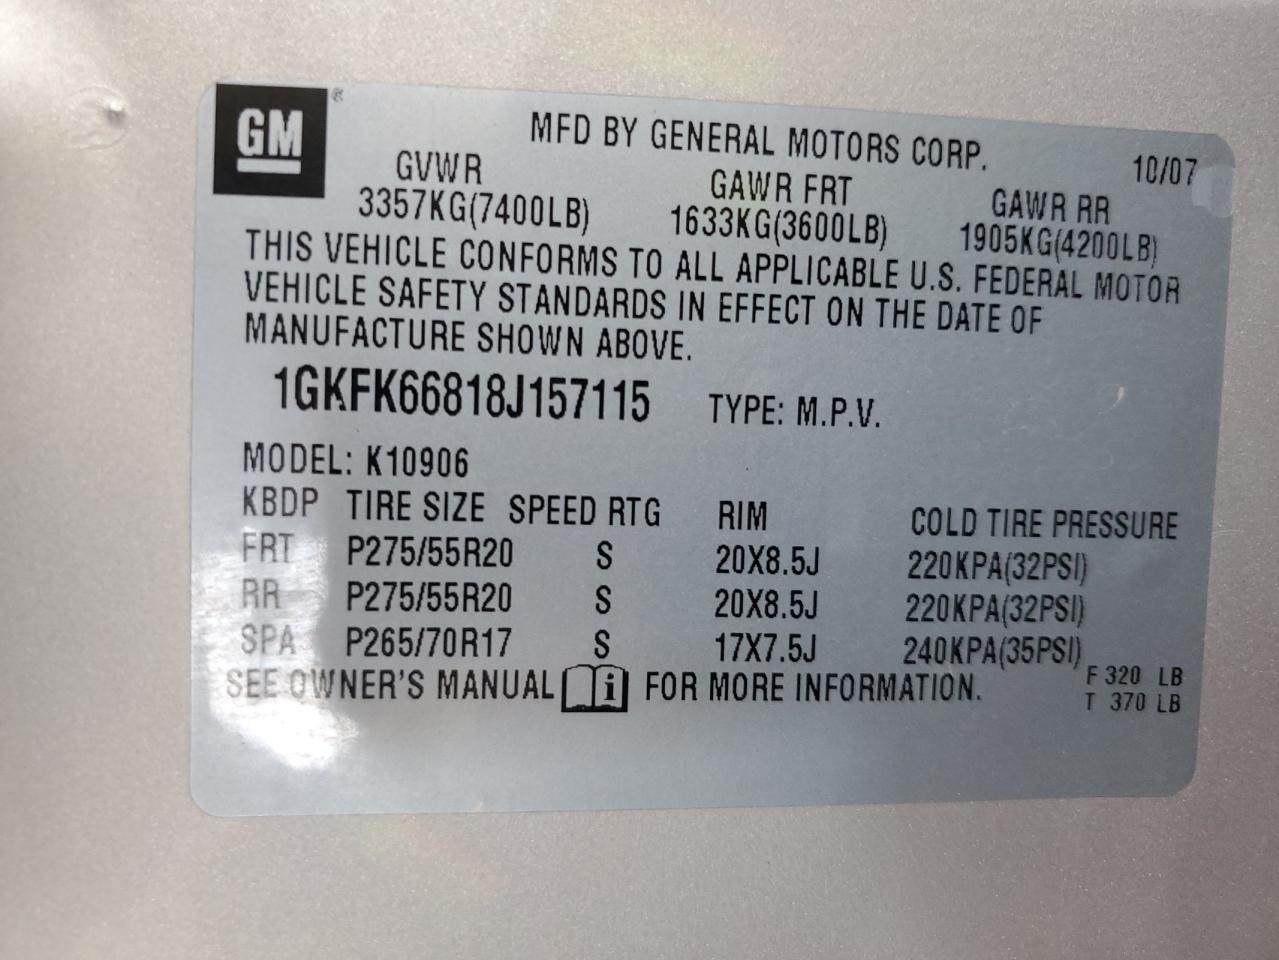 GM ®
MFD BY GENERAL MOTORS CORP.
10/07
GVWR GAWR FRT GAWR RR
3357KG(7400LB) 1633KG(3600LB) 1905KG(4200LB)
THIS VEHICLE CONFORMS TO ALL APPLICABLE U.S. FEDERAL MOTOR
VEHICLE SAFETY STANDARDS IN EFFECT ON THE DATE OF
MANUFACTURE SHOWN ABOVE.
1GKFK66818J157115 TYPE: M.P.V.
MODEL: K10906
KBDP TIRE SIZE SPEED RTG RIM COLD TIRE PRESSURE
FRT P275/55R20 S 20X8.5J 220KPA(32PSI)
RR P275/55R20 S 20X8.5J 220KPA(32PSI)
SPA P265/70R17 S 17X7.5J 240KPA(35PSI)
SEE OWNER'S MANUAL i FOR MORE INFORMATION.
F 320 LB
T 370 LB